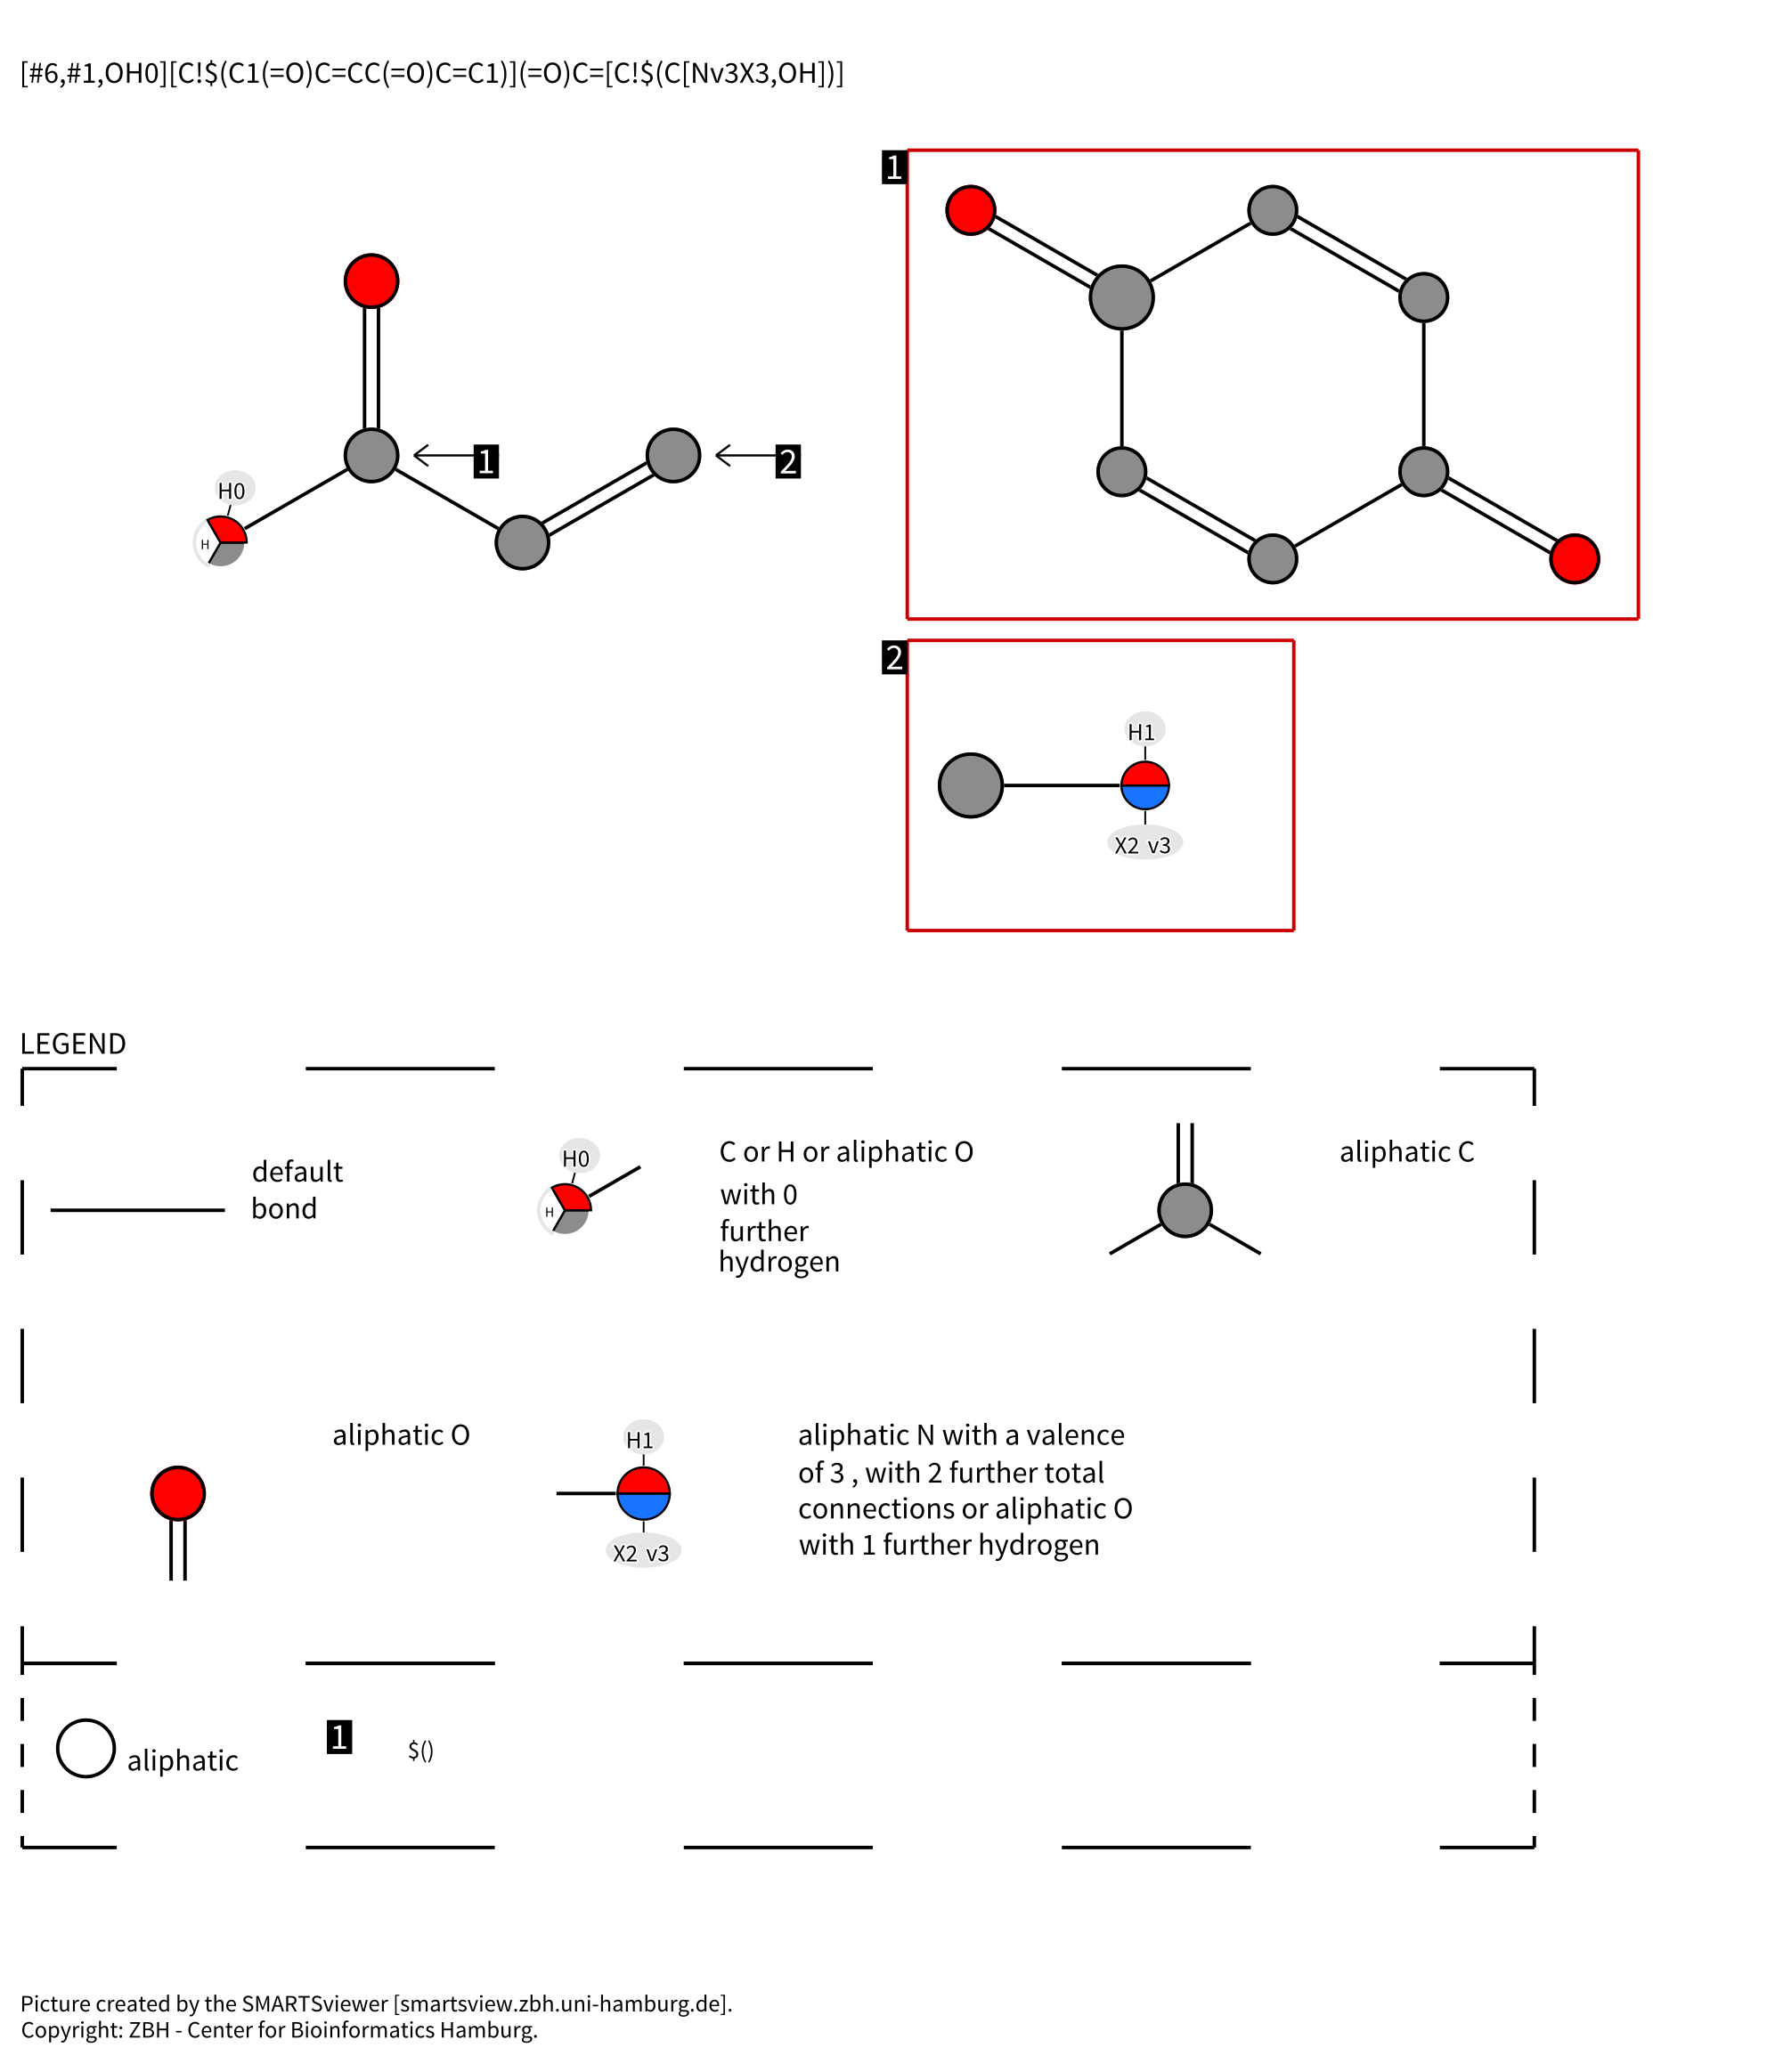 [#6,#1,OH0][C!$(C1(=O)C=CC(=O)C=C1)](=O)C=[C!$(C[Nv3X3,OH])]
1
1
2
H0
H
2
H1
X2 v3
LEGEND
default
bond
H0
H
C or H or aliphatic O
with 0
further
hydrogen
aliphatic C
aliphatic O
H1
X2 v3
aliphatic N with a valence
of 3 , with 2 further total
connections or aliphatic O
with 1 further hydrogen
aliphatic
1
$()
Picture created by the SMARTSviewer [smartsview.zbh.uni-hamburg.de].
Copyright: ZBH - Center for Bioinformatics Hamburg.